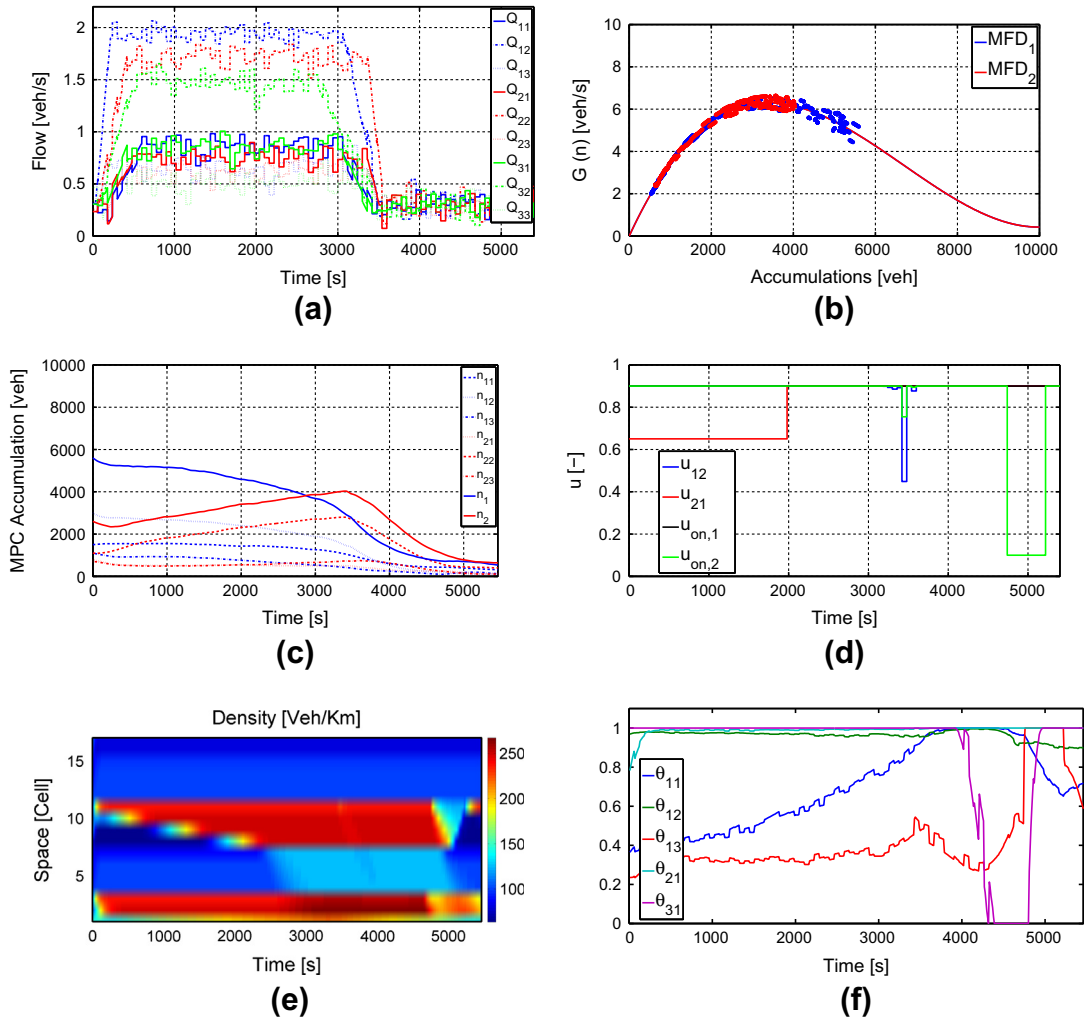 2
1.5
1
0.5
0
Flow [veh/s]
0 1000 2000 3000 4000 5000
Time [s]
Q11
Q12
Q13
Q21
Q22
Q23
Q31
Q32
Q33
(a)
10
8
6
4
2
0
G (n) [veh/s]
0 2000 4000 6000 8000 10000
Accumulations [veh]
MFD1
MFD2
(b)
10000
8000
6000
4000
2000
0
MPC Accumulation [veh]
0 1000 2000 3000 4000 5000
Time [s]
n11
n12
n13
n21
n22
n23
n1
n2
(c)
1
0.8
0.6
0.4
0.2
0
u [−]
0 1000 2000 3000 4000 5000
Time [s]
u12
u21
uon,1
uon,2
(d)
Density [Veh/Km]
15
10
5
Space [Cell]
0 1000 2000 3000 4000 5000
Time [s]
250
200
150
100
(e)
1
0.8
0.6
0.4
0.2
0
0 1000 2000 3000 4000 5000
Time [s]
θ11
θ12
θ13
θ21
θ31
(f)